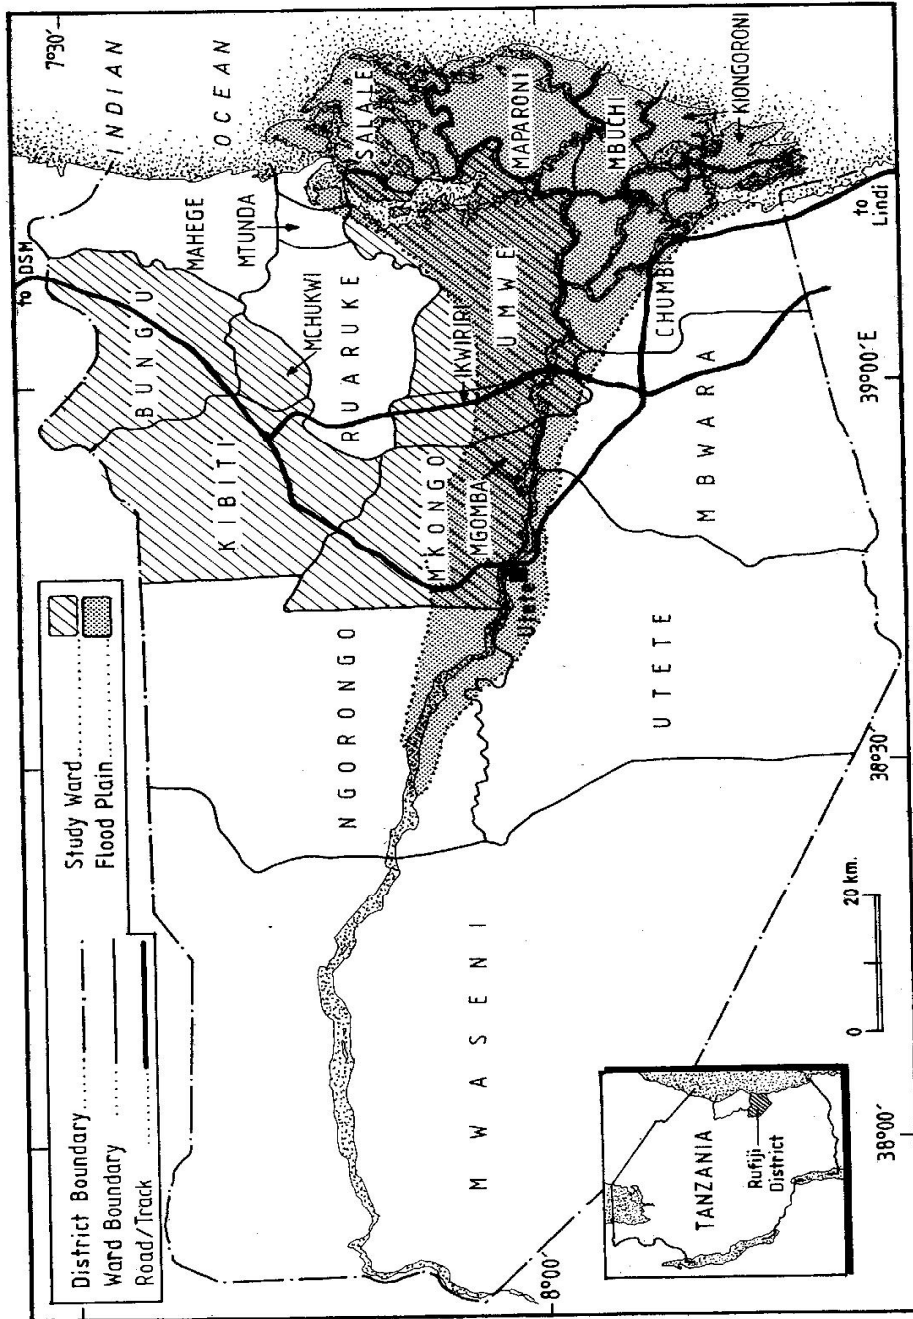 District Boundary
Ward Boundary
Road/Track
Study Ward
Flood Plain
7°30'
8°00'
INDIAN
OCEAN
to DSM
BUNGU
MAHEGE
MTUNDA
SALALE
KIBITI
MCHUKWI
RUARUKE
MAPARONI
MBUCHI
KIONGORONI
NGORONGO
MKONGO
IKWIRIRI
UMWE
MGOMBA
Utete
CHUMBI
to
Lindi
MWASENI
UTETE
MBWARA
TANZANIA
Rufiji
District
0
20 km.
38°00'
38°30'
39°00'E